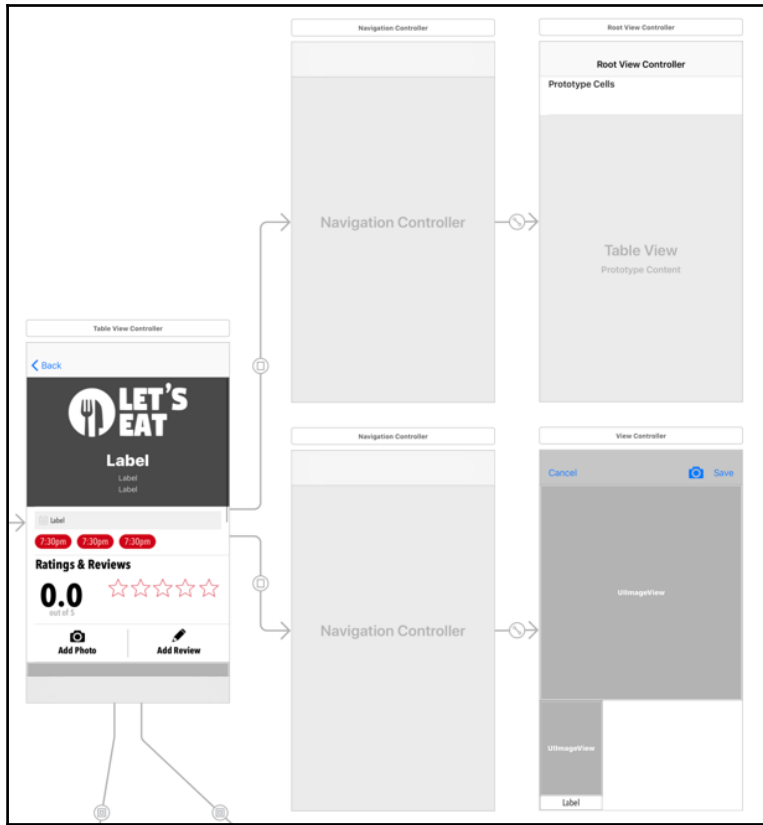 Navigation Controller
Root View Controller
Root View Controller
Prototype Cells
Navigation Controller
Table View
Prototype Content
Table View Controller
Back
LET'S
EAT
Label
Label
Label
Label
7:30pm 7:30pm 7:30pm
Ratings & Reviews
0.0
out of 5
Add Photo Add Review
Navigation Controller
View Controller
Cancel Save
UIImageView
Navigation Controller
UIImageView
Label